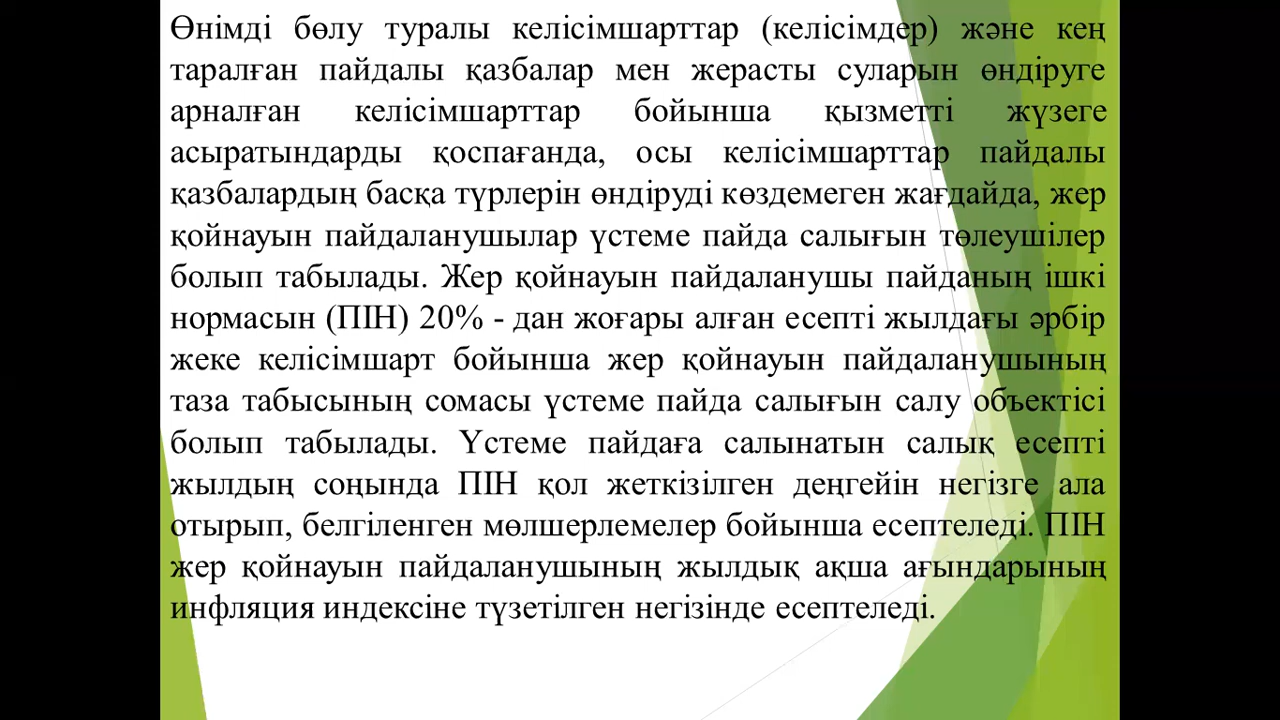 Өнімді бөлу туралы келісімшарттар (келісімдер) және кең
таралған пайдалы қазбалар мен жерасты суларын өндіруге
арналған келісімшарттар бойынша қызметті жүзеге
асыратындарды қоспағанда, осы келісімшарттар пайдалы
қазбалардың басқа түрлерін өндіруді көздемеген жағдайда, жер
қойнауын пайдаланушылар үстеме пайда салығын төлеушілер
болып табылады. Жер қойнауын пайдаланушы пайданың ішкі
нормасын (ПІН) 20% - дан жоғары алған есепті жылдағы әрбір
жеке келісімшарт бойынша жер қойнауын пайдаланушының
таза табысының сомасы үстеме пайда салығын салу объектісі
болып табылады. Үстеме пайдаға салынатын салық есепті
жылдың соңында ПІН қол жеткізілген деңгейін негізге ала
отырып, белгіленген мөлшерлемелер бойынша есептеледі. ПІН
жер қойнауын пайдаланушының жылдық ақша ағындарының
инфляция индексіне түзетілген негізінде есептеледі.